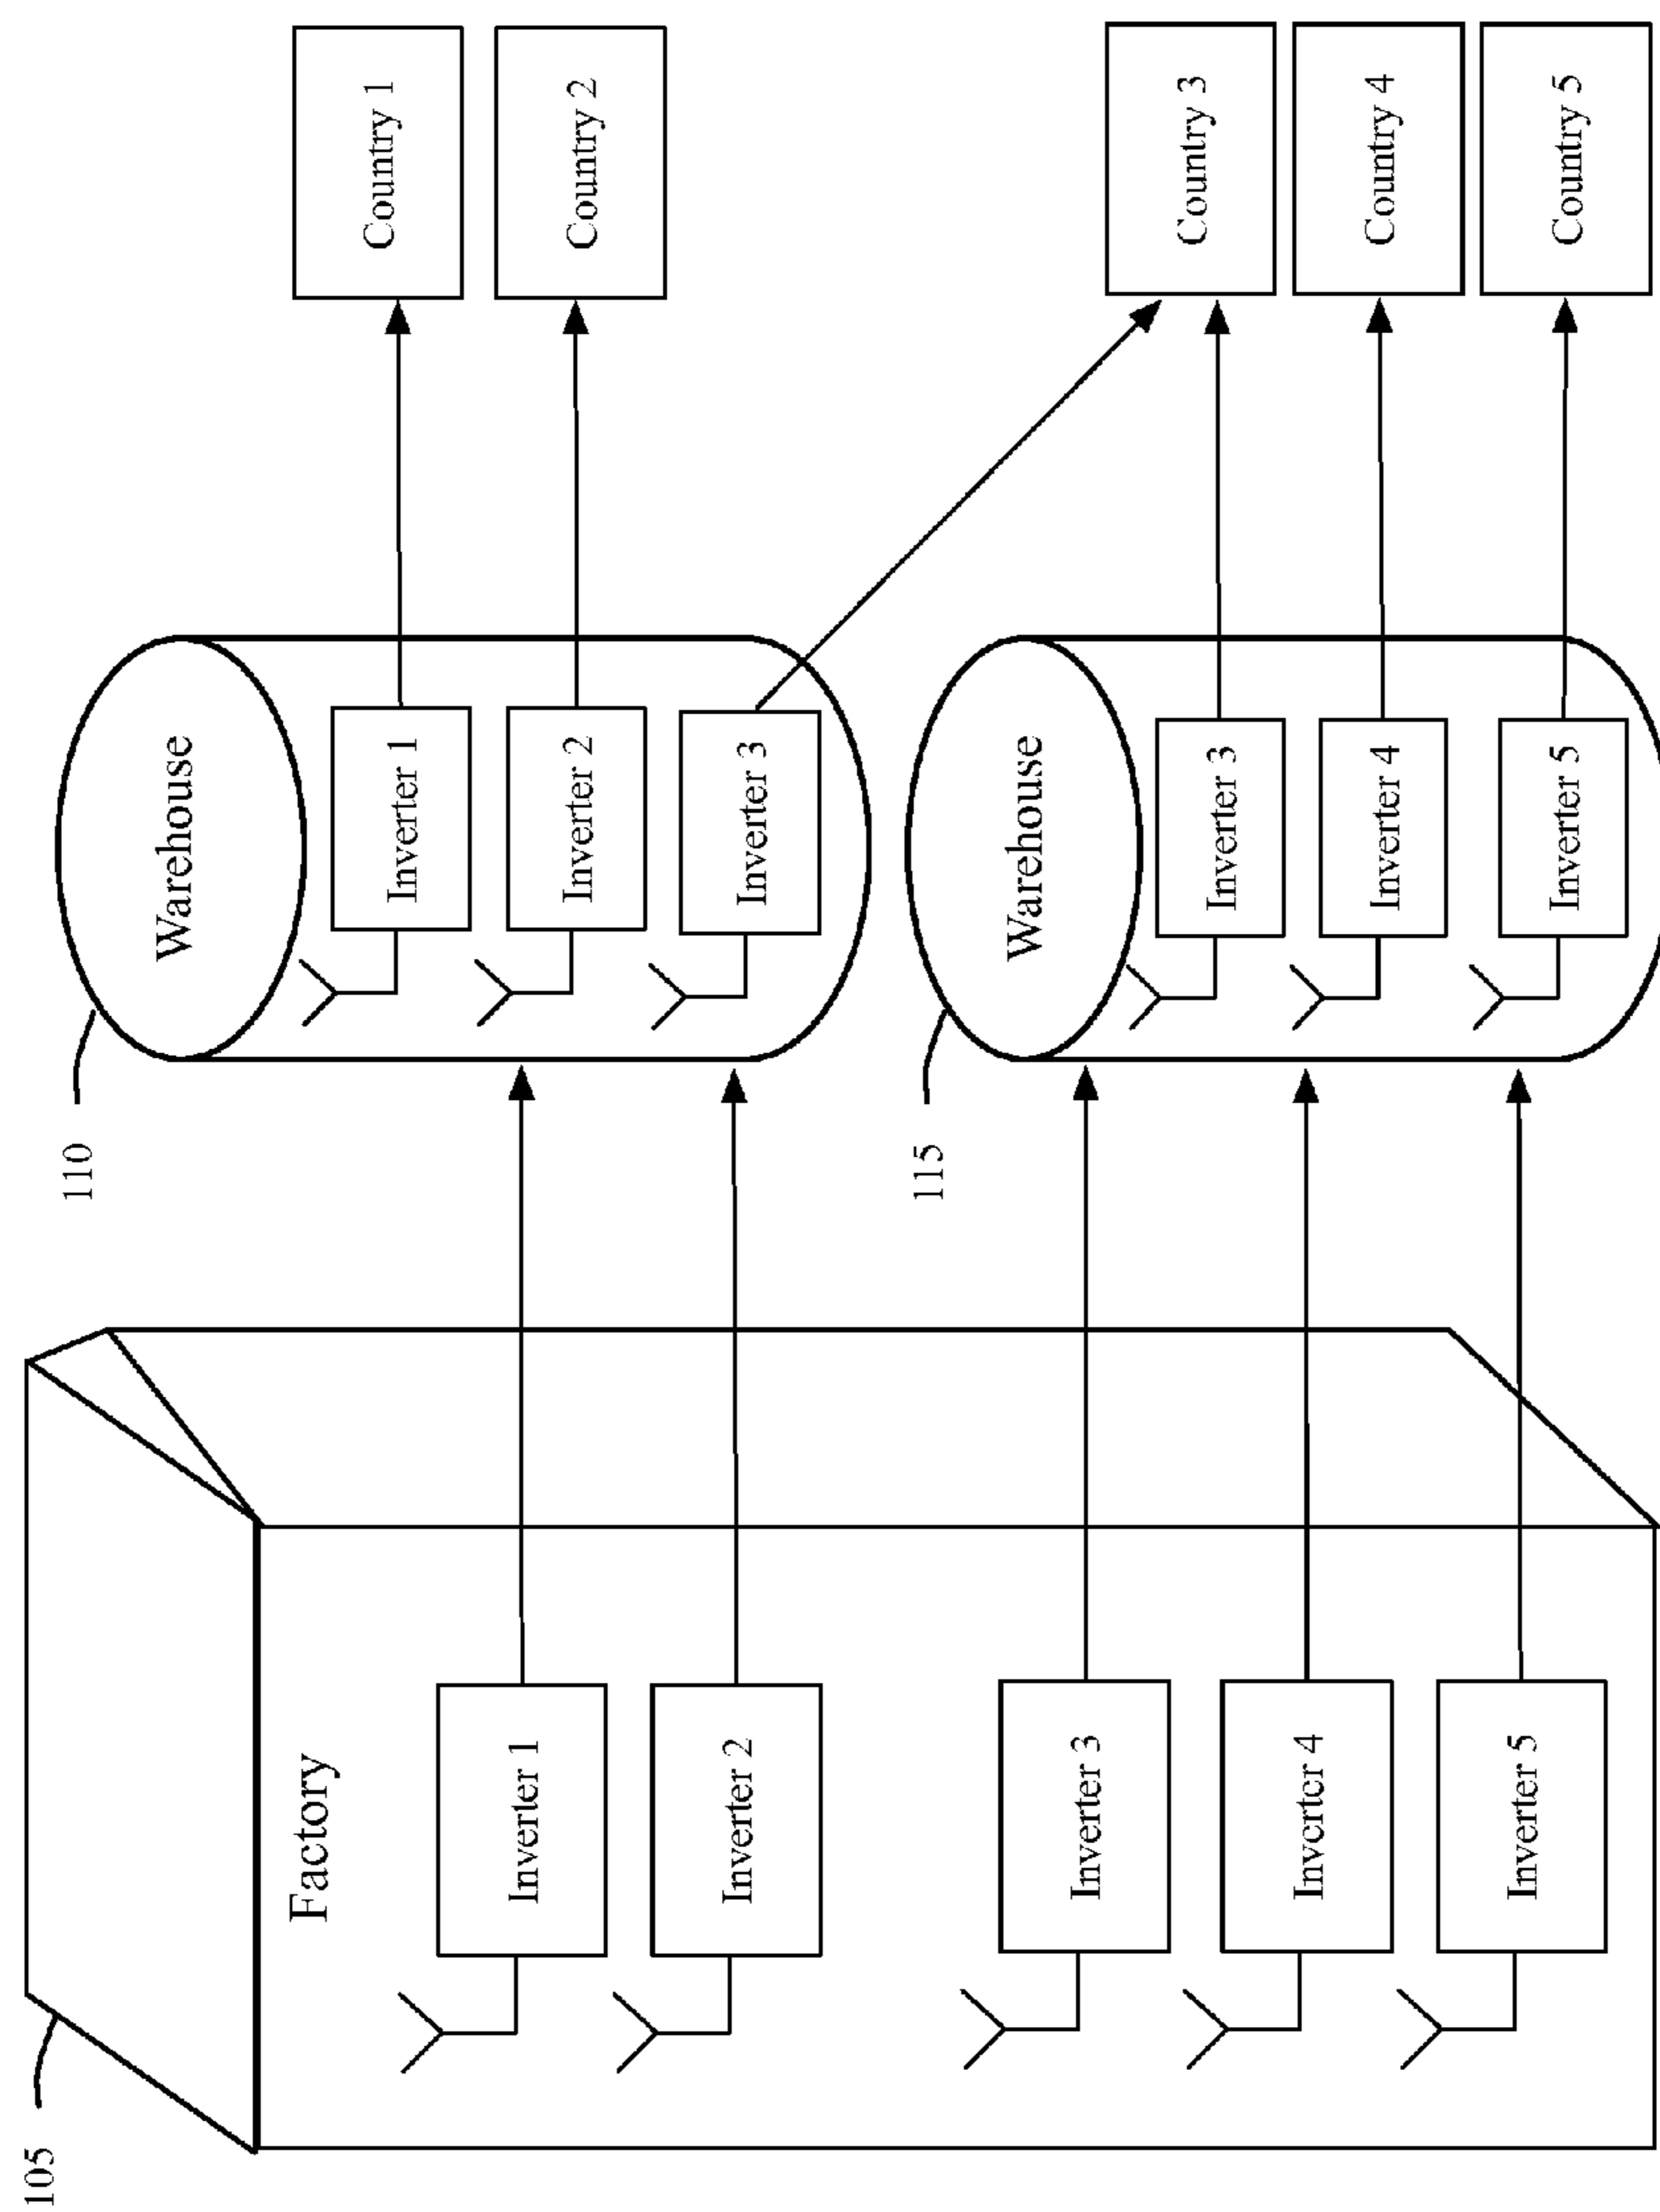 105
Factory
Inverter 1
Inverter 2
Inverter 3
Inverter 4
Inverter 5
110
Warehouse
Inverter 1
Inverter 2
Inverter 3
115
Warehouse
Inverter 3
Inverter 4
Inverter 5
Country 1
Country 2
Country 3
Country 4
Country 5